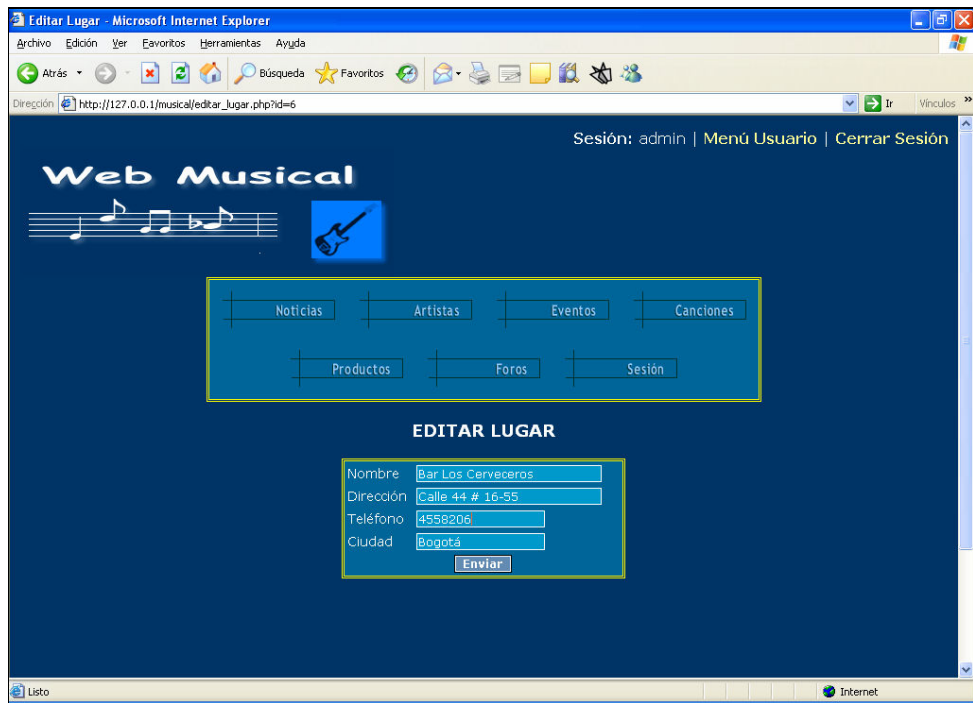 Editar Lugar - Microsoft Internet Explorer
Archivo Edición Ver Favoritos Herramientas Ayuda
Atrás Búsqueda Favoritos
Dirección http://127.0.0.1/musical/editar_lugar.php?id=6 Ir Vínculos »
Sesión: admin | Menú Usuario | Cerrar Sesión
Web Musical
Noticias Artistas Eventos Canciones
Productos Foros Sesión
EDITAR LUGAR
Nombre Bar Los Cerveceros
Dirección Calle 44 # 16-55
Teléfono 4558206
Ciudad Bogotá
Enviar
Listo Internet